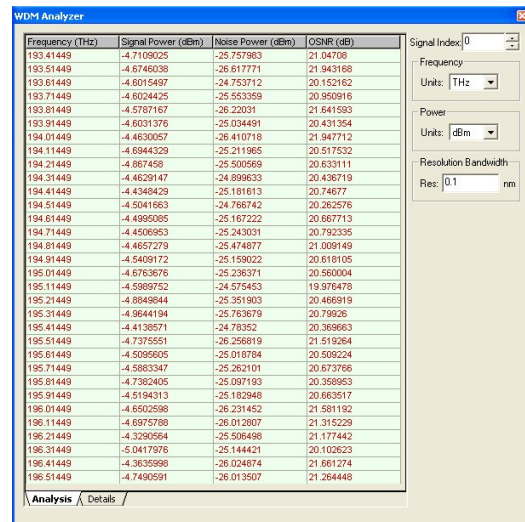 WDM Analyzer
Frequency (THz) Signal Power (dBm) Noise Power (dBm) OSNR (dB)
193.41449 -4.7109025 -25.757983 21.04708
193.51449 -4.6746038 -26.617771 21.943168
193.61449 -4.6015497 -24.753712 20.152162
193.71449 -4.6024425 -25.553359 20.950916
193.81449 -4.5787167 -26.22031 21.641593
193.91449 -4.6031376 -25.034491 20.431354
194.01449 -4.4630057 -26.410718 21.947712
194.11449 -4.6944329 -25.211965 20.517532
194.21449 -4.867458 -25.500569 20.633111
194.31449 -4.4629147 -24.899633 20.436719
194.41449 -4.4348429 -25.181613 20.74677
194.51449 -4.5041663 -24.766742 20.262576
194.61449 -4.4995085 -25.167222 20.667713
194.71449 -4.4506953 -25.243031 20.792335
194.81449 -4.4657279 -25.474877 21.009149
194.91449 -4.5409172 -25.159022 20.618105
195.01449 -4.6763676 -25.236371 20.560004
195.11449 -4.5989752 -24.575453 19.976478
195.21449 -4.8849844 -25.351903 20.466919
195.31449 -4.9644194 -25.763679 20.79926
195.41449 -4.4138571 -24.78352 20.369663
195.51449 -4.7375551 -26.256819 21.519264
195.61449 -4.5095605 -25.018784 20.509224
195.71449 -4.5883347 -25.262101 20.673766
195.81449 -4.7382405 -25.097193 20.358953
195.91449 -4.5194313 -25.182948 20.663517
196.01449 -4.6502598 -26.231452 21.581192
196.11449 -4.6975788 -26.012807 21.315229
196.21449 -4.3290564 -25.506498 21.177442
196.31449 -5.0417976 -25.144421 20.102623
196.41449 -4.3635998 -26.024874 21.661274
196.51449 -4.7490591 -26.013507 21.264448
Analysis Details
Signal Index: 0
Frequency
Units: THz
Power
Units: dBm
Resolution Bandwidth
Res: 0.1 nm